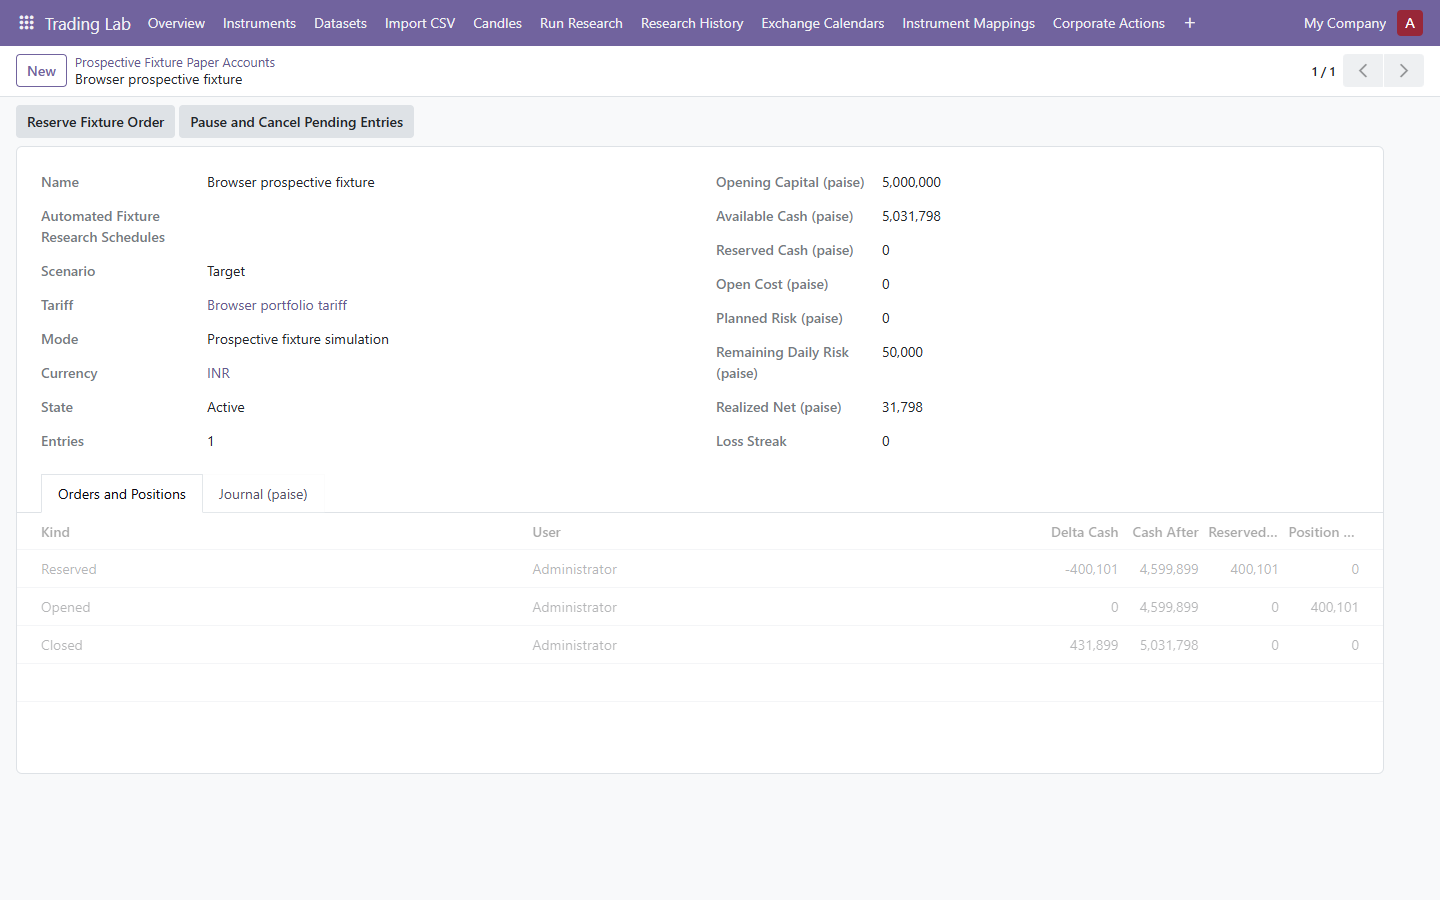 Trading Lab Overview Instruments Datasets Import CSV Candles Run Research Research History Exchange Calendars Instrument Mappings Corporate Actions + My Company A
New Prospective Fixture Paper Accounts
Browser prospective fixture
1 / 1
Reserve Fixture Order Pause and Cancel Pending Entries
Name Browser prospective fixture
Automated Fixture
Research Schedules
Scenario Target
Tariff Browser portfolio tariff
Mode Prospective fixture simulation
Currency INR
State Active
Entries 1
Opening Capital (paise) 5,000,000
Available Cash (paise) 5,031,798
Reserved Cash (paise) 0
Open Cost (paise) 0
Planned Risk (paise) 0
Remaining Daily Risk 50,000
(paise)
Realized Net (paise) 31,798
Loss Streak 0
Orders and Positions Journal (paise)
Kind User Delta Cash Cash After Reserved... Position ...
Reserved Administrator -400,101 4,599,899 400,101 0
Opened Administrator 0 4,599,899 0 400,101
Closed Administrator 431,899 5,031,798 0 0